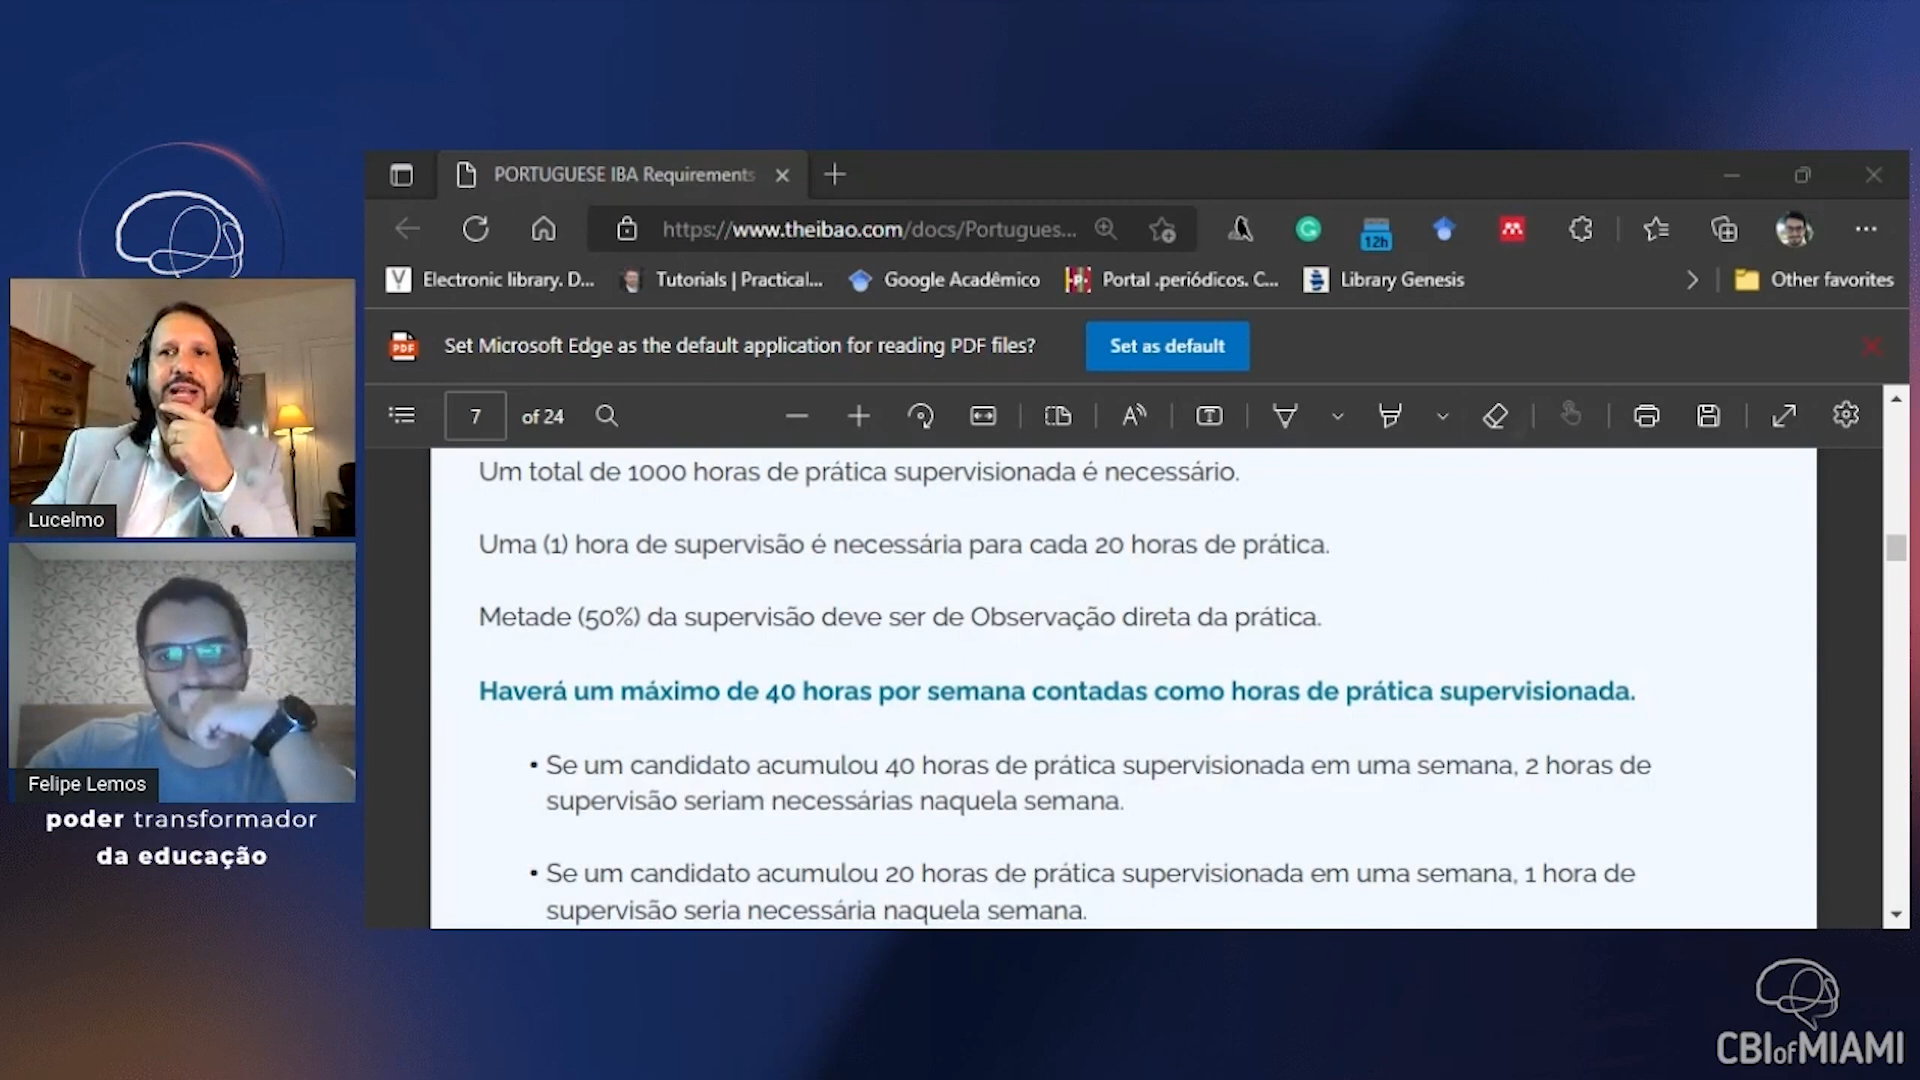 PORTUGUESE IBA Requirements
https://www.theibao.com/docs/Portugues...
12h
Electronic library. D...
Tutorials | Practical...
Google Acadêmico
Portal .periódicos. C...
Library Genesis
Other favorites
PDF
Set Microsoft Edge as the default application for reading PDF files?
Set as default
7 of 24
Um total de 1000 horas de prática supervisionada é necessário.
Uma (1) hora de supervisão é necessária para cada 20 horas de prática.
Metade (50%) da supervisão deve ser de Observação direta da prática.
Haverá um máximo de 40 horas por semana contadas como horas de prática supervisionada.
• Se um candidato acumulou 40 horas de prática supervisionada em uma semana, 2 horas de
supervisão seriam necessárias naquela semana.
• Se um candidato acumulou 20 horas de prática supervisionada em uma semana, 1 hora de
supervisão seria necessária naquela semana.
Lucelmo
Felipe Lemos
poder transformador
da educação
CBIofMIAMI